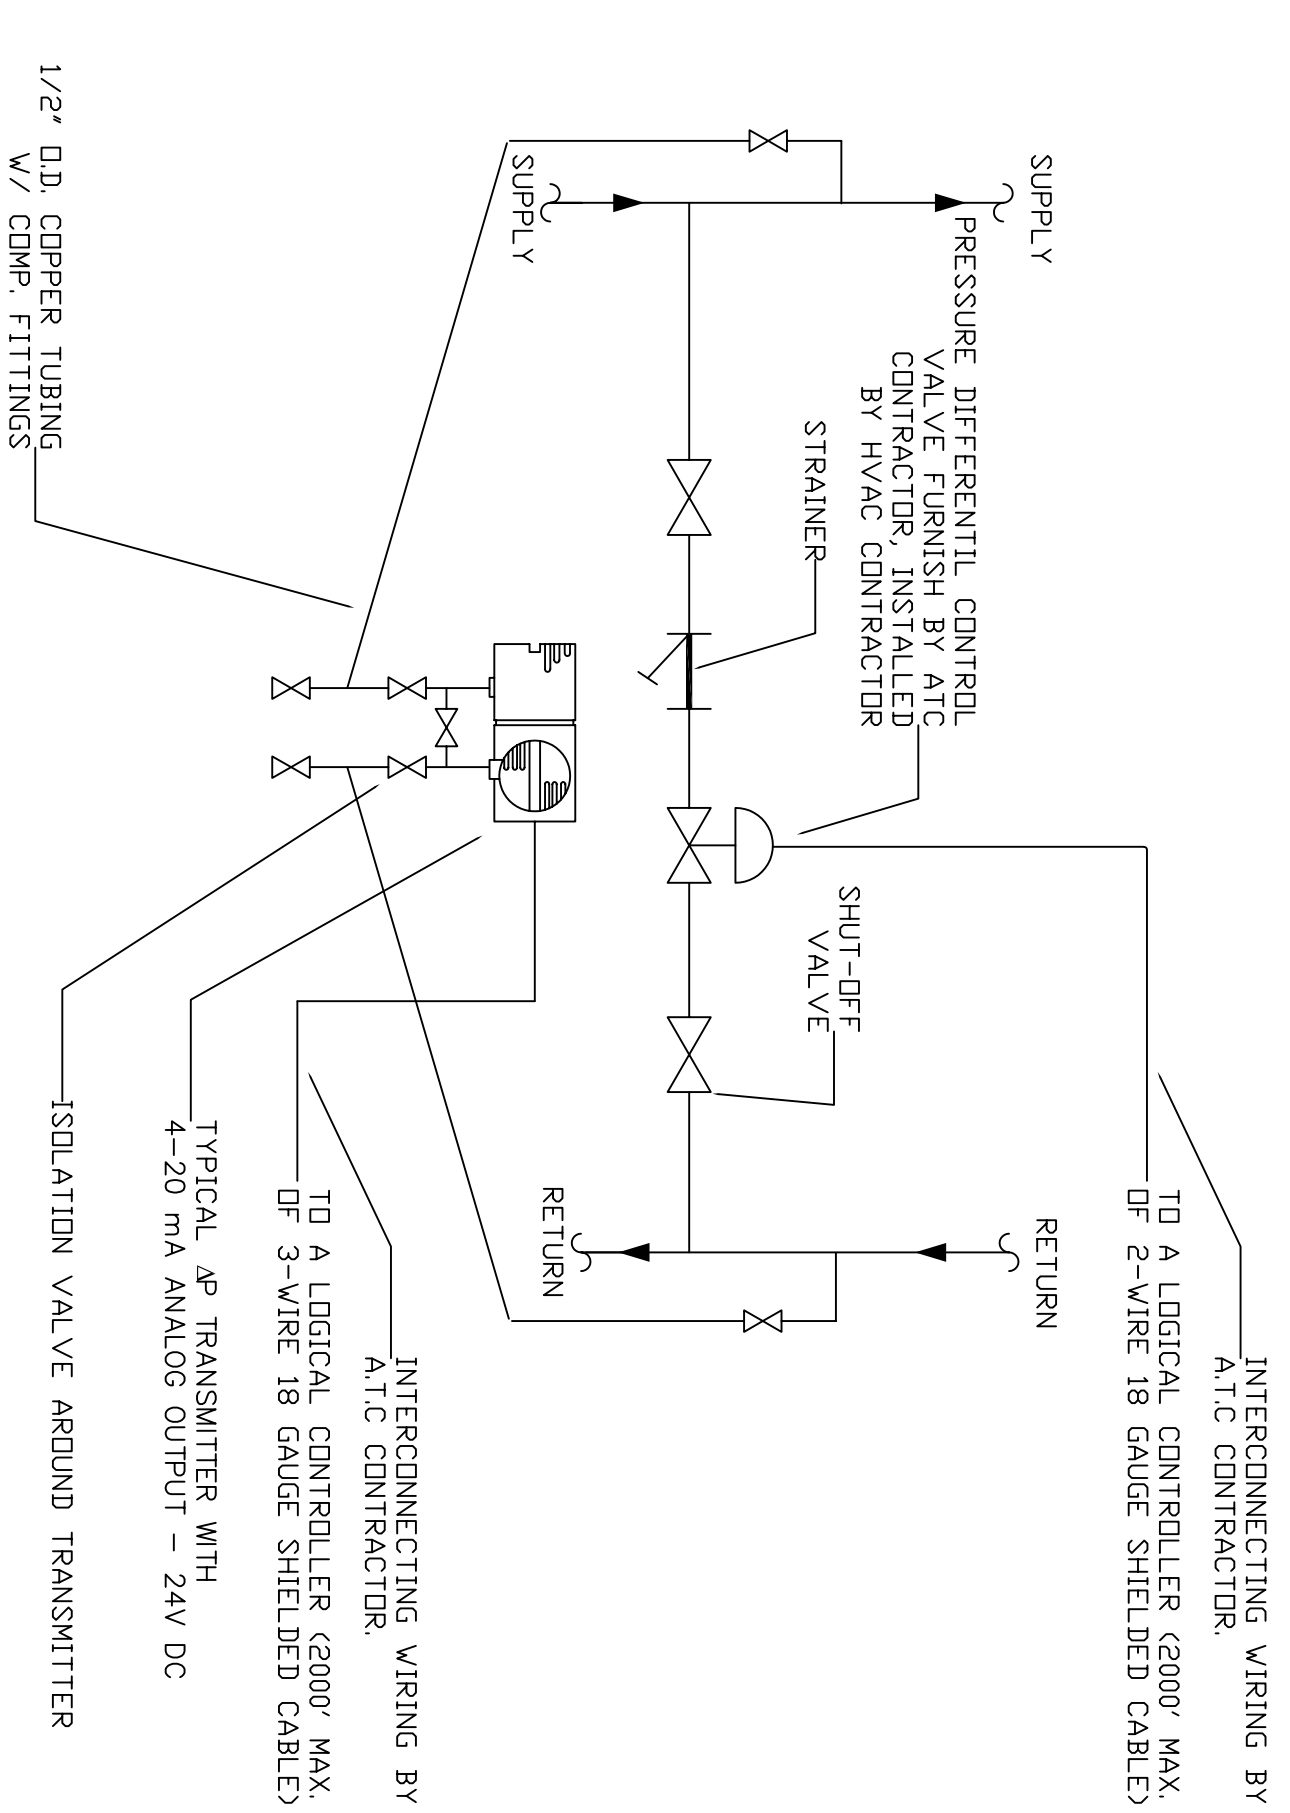 INTERCONNECTING WIRING BY
A.T.C CONTRACTOR.
TO A LOGICAL CONTROLLER (2000' MAX.
OF 2-WIRE 18 GAUGE SHIELDED CABLE)
SUPPLY
RETURN
PRESSURE DIFFERENTIL CONTROL
VALVE FURNISH BY ATC
CONTRACTOR, INSTALLED
BY HVAC CONTRACTOR
STRAINER
SHUT-OFF
VALVE
SUPPLY
RETURN
INTERCONNECTING WIRING BY
A.T.C CONTRACTOR.
TO A LOGICAL CONTROLLER (2000' MAX.
OF 3-WIRE 18 GAUGE SHIELDED CABLE)
TYPICAL ΔP TRANSMITTER WITH
4-20 mA ANALOG OUTPUT - 24V DC
1/2" O.D. COPPER TUBING
W/ COMP. FITTINGS
ISOLATION VALVE AROUND TRANSMITTER